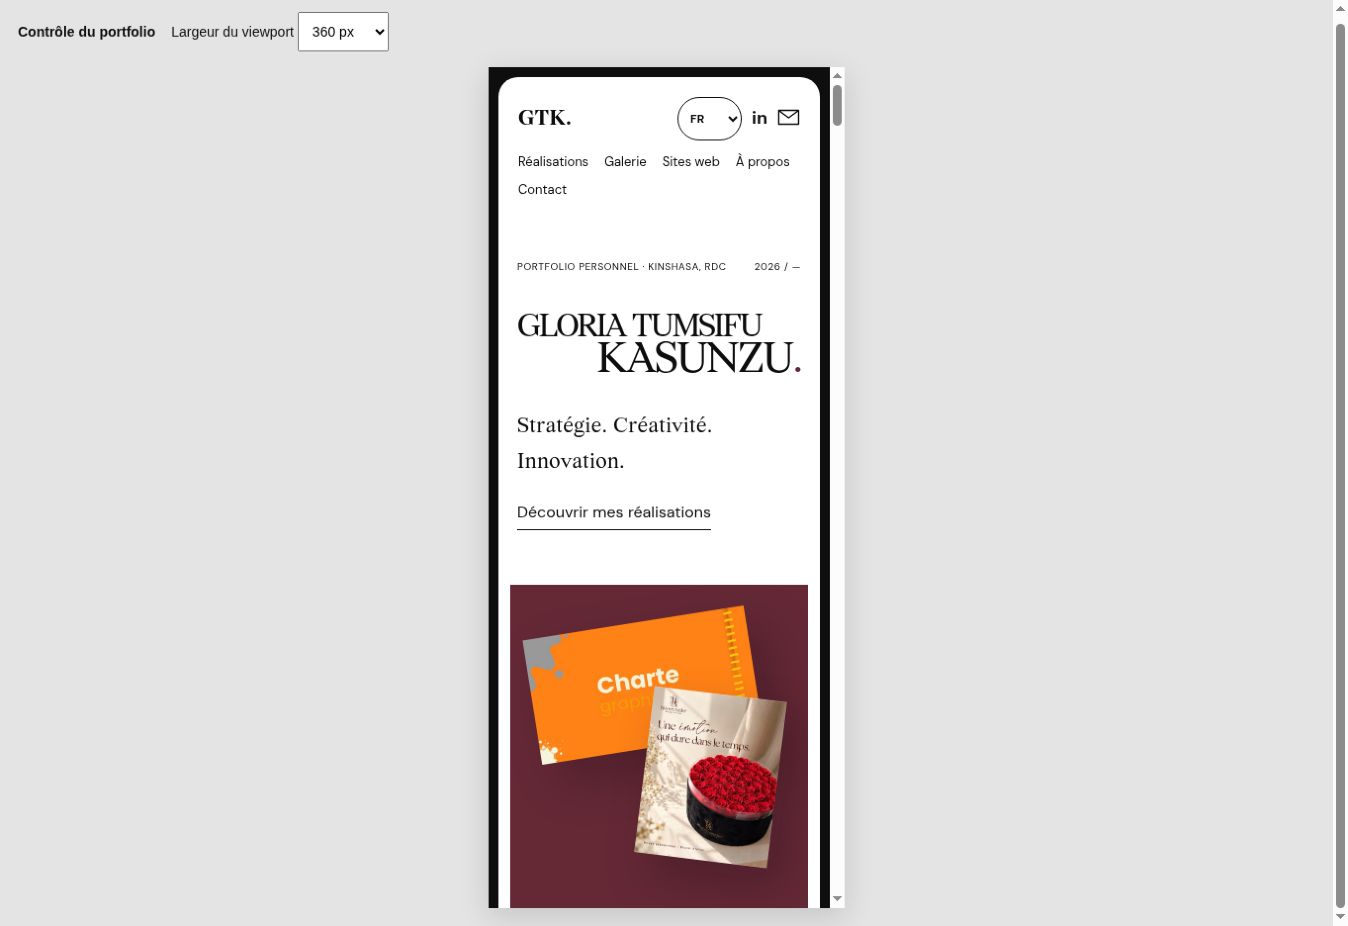 Contrôle du portfolio Largeur du viewport 360 px
GTK. FR in
Réalisations Galerie Sites web À propos
Contact
PORTFOLIO PERSONNEL · KINSHASA, RDC 2026 / —
GLORIA TUMSIFU
KASUNZU.
Stratégie. Créativité.
Innovation.
Découvrir mes réalisations
Charte
graph
Une émotion
qui dure dans le temps.